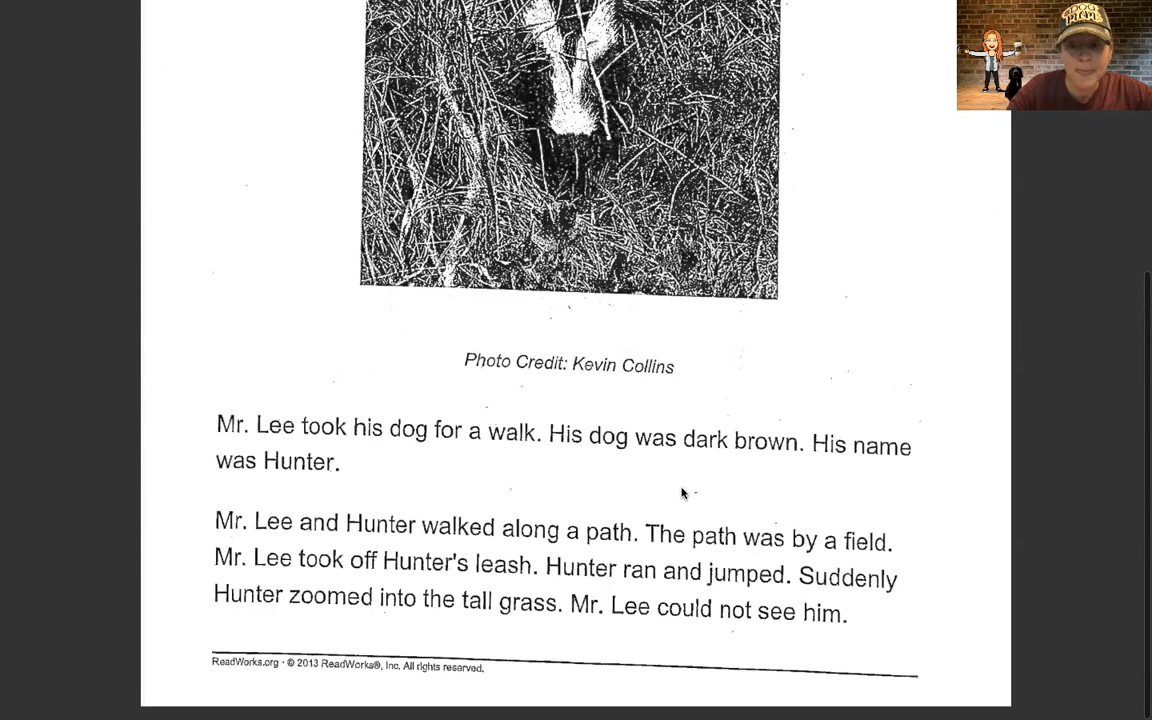 DOG
MOM
Photo Credit: Kevin Collins
Mr. Lee took his dog for a walk. His dog was dark brown. His name
was Hunter.
Mr. Lee and Hunter walked along a path. The path was by a field.
Mr. Lee took off Hunter's leash. Hunter ran and jumped. Suddenly
Hunter zoomed into the tall grass. Mr. Lee could not see him.
ReadWorks.org · © 2013 ReadWorks®, Inc. All rights reserved.